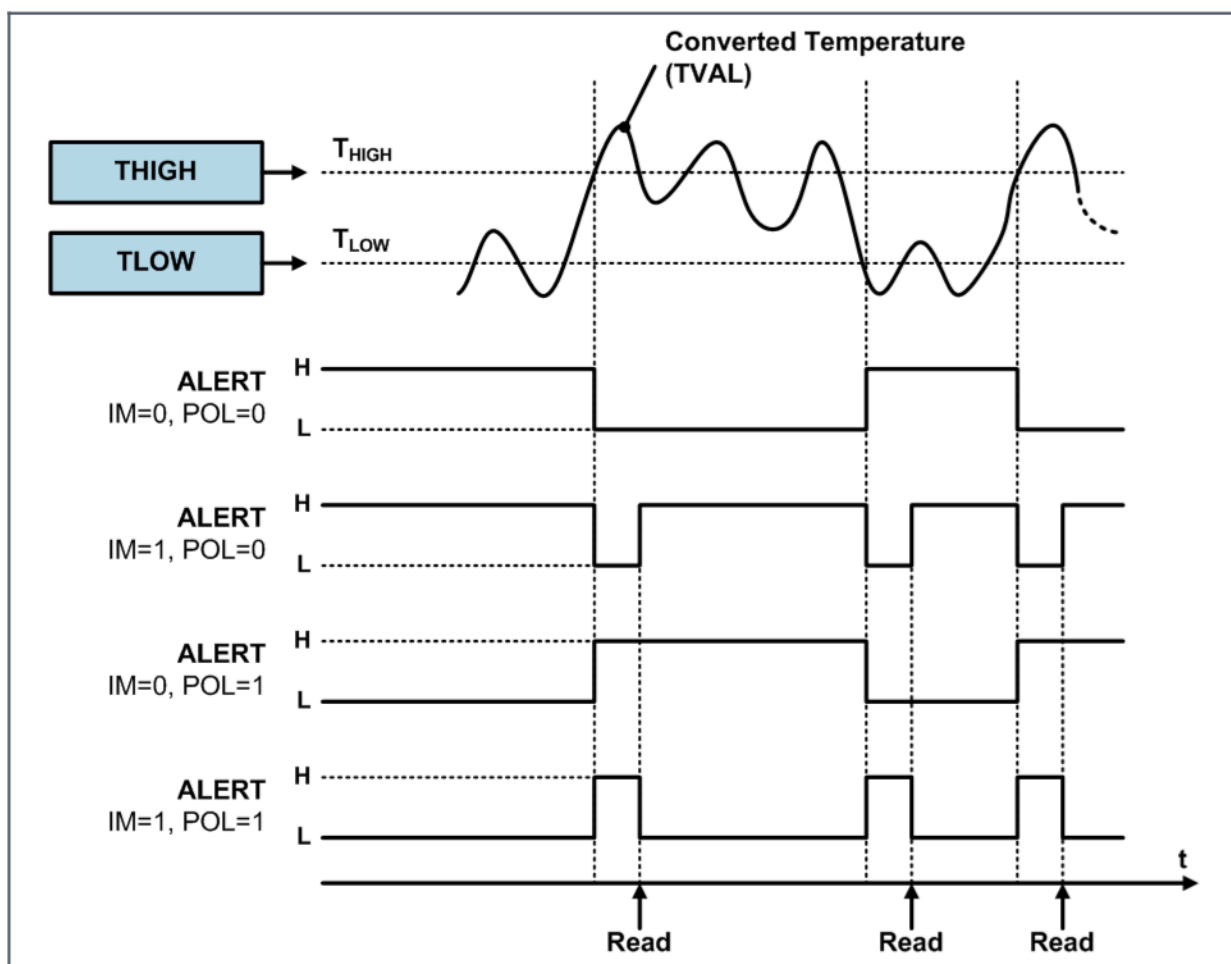 Converted Temperature
(TVAL)
THIGH
THIGH
TLOW
TLOW
ALERT
IM=0, POL=0
H
L
ALERT
IM=1, POL=0
H
L
ALERT
IM=0, POL=1
H
L
ALERT
IM=1, POL=1
H
L
t
Read
Read
Read